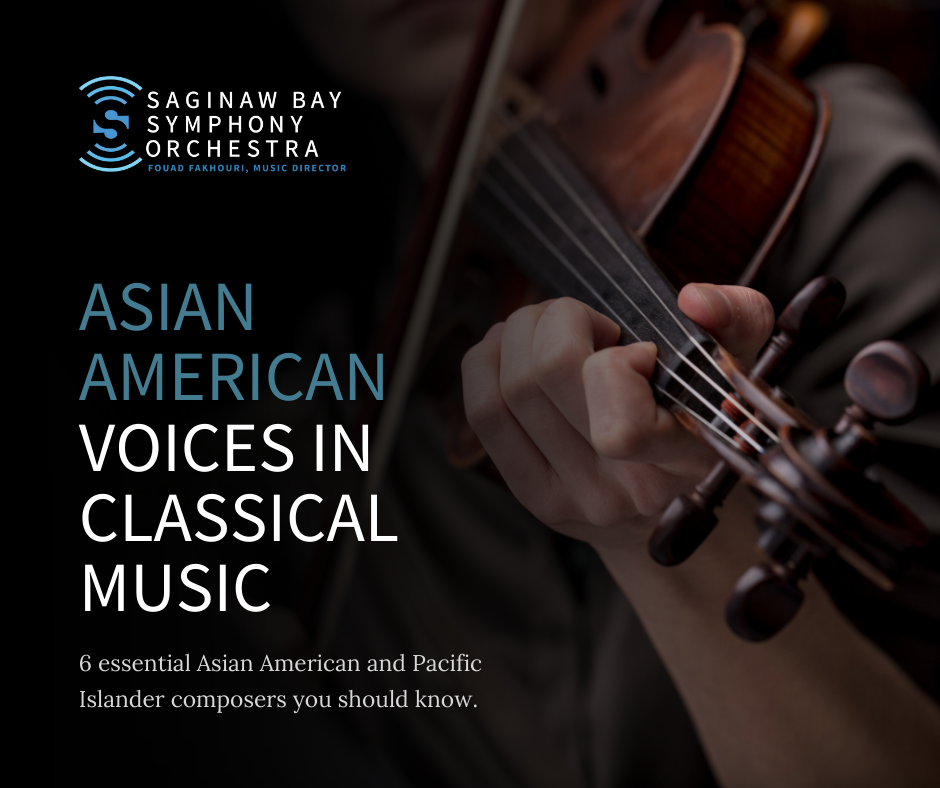 S
SAGINAW BAY
SYMPHONY
ORCHESTRA
FOUAD FAKHOURI, MUSIC DIRECTOR
ASIAN
AMERICAN
VOICES IN
CLASSICAL
MUSIC
6 essential Asian American and Pacific
Islander composers you should know.